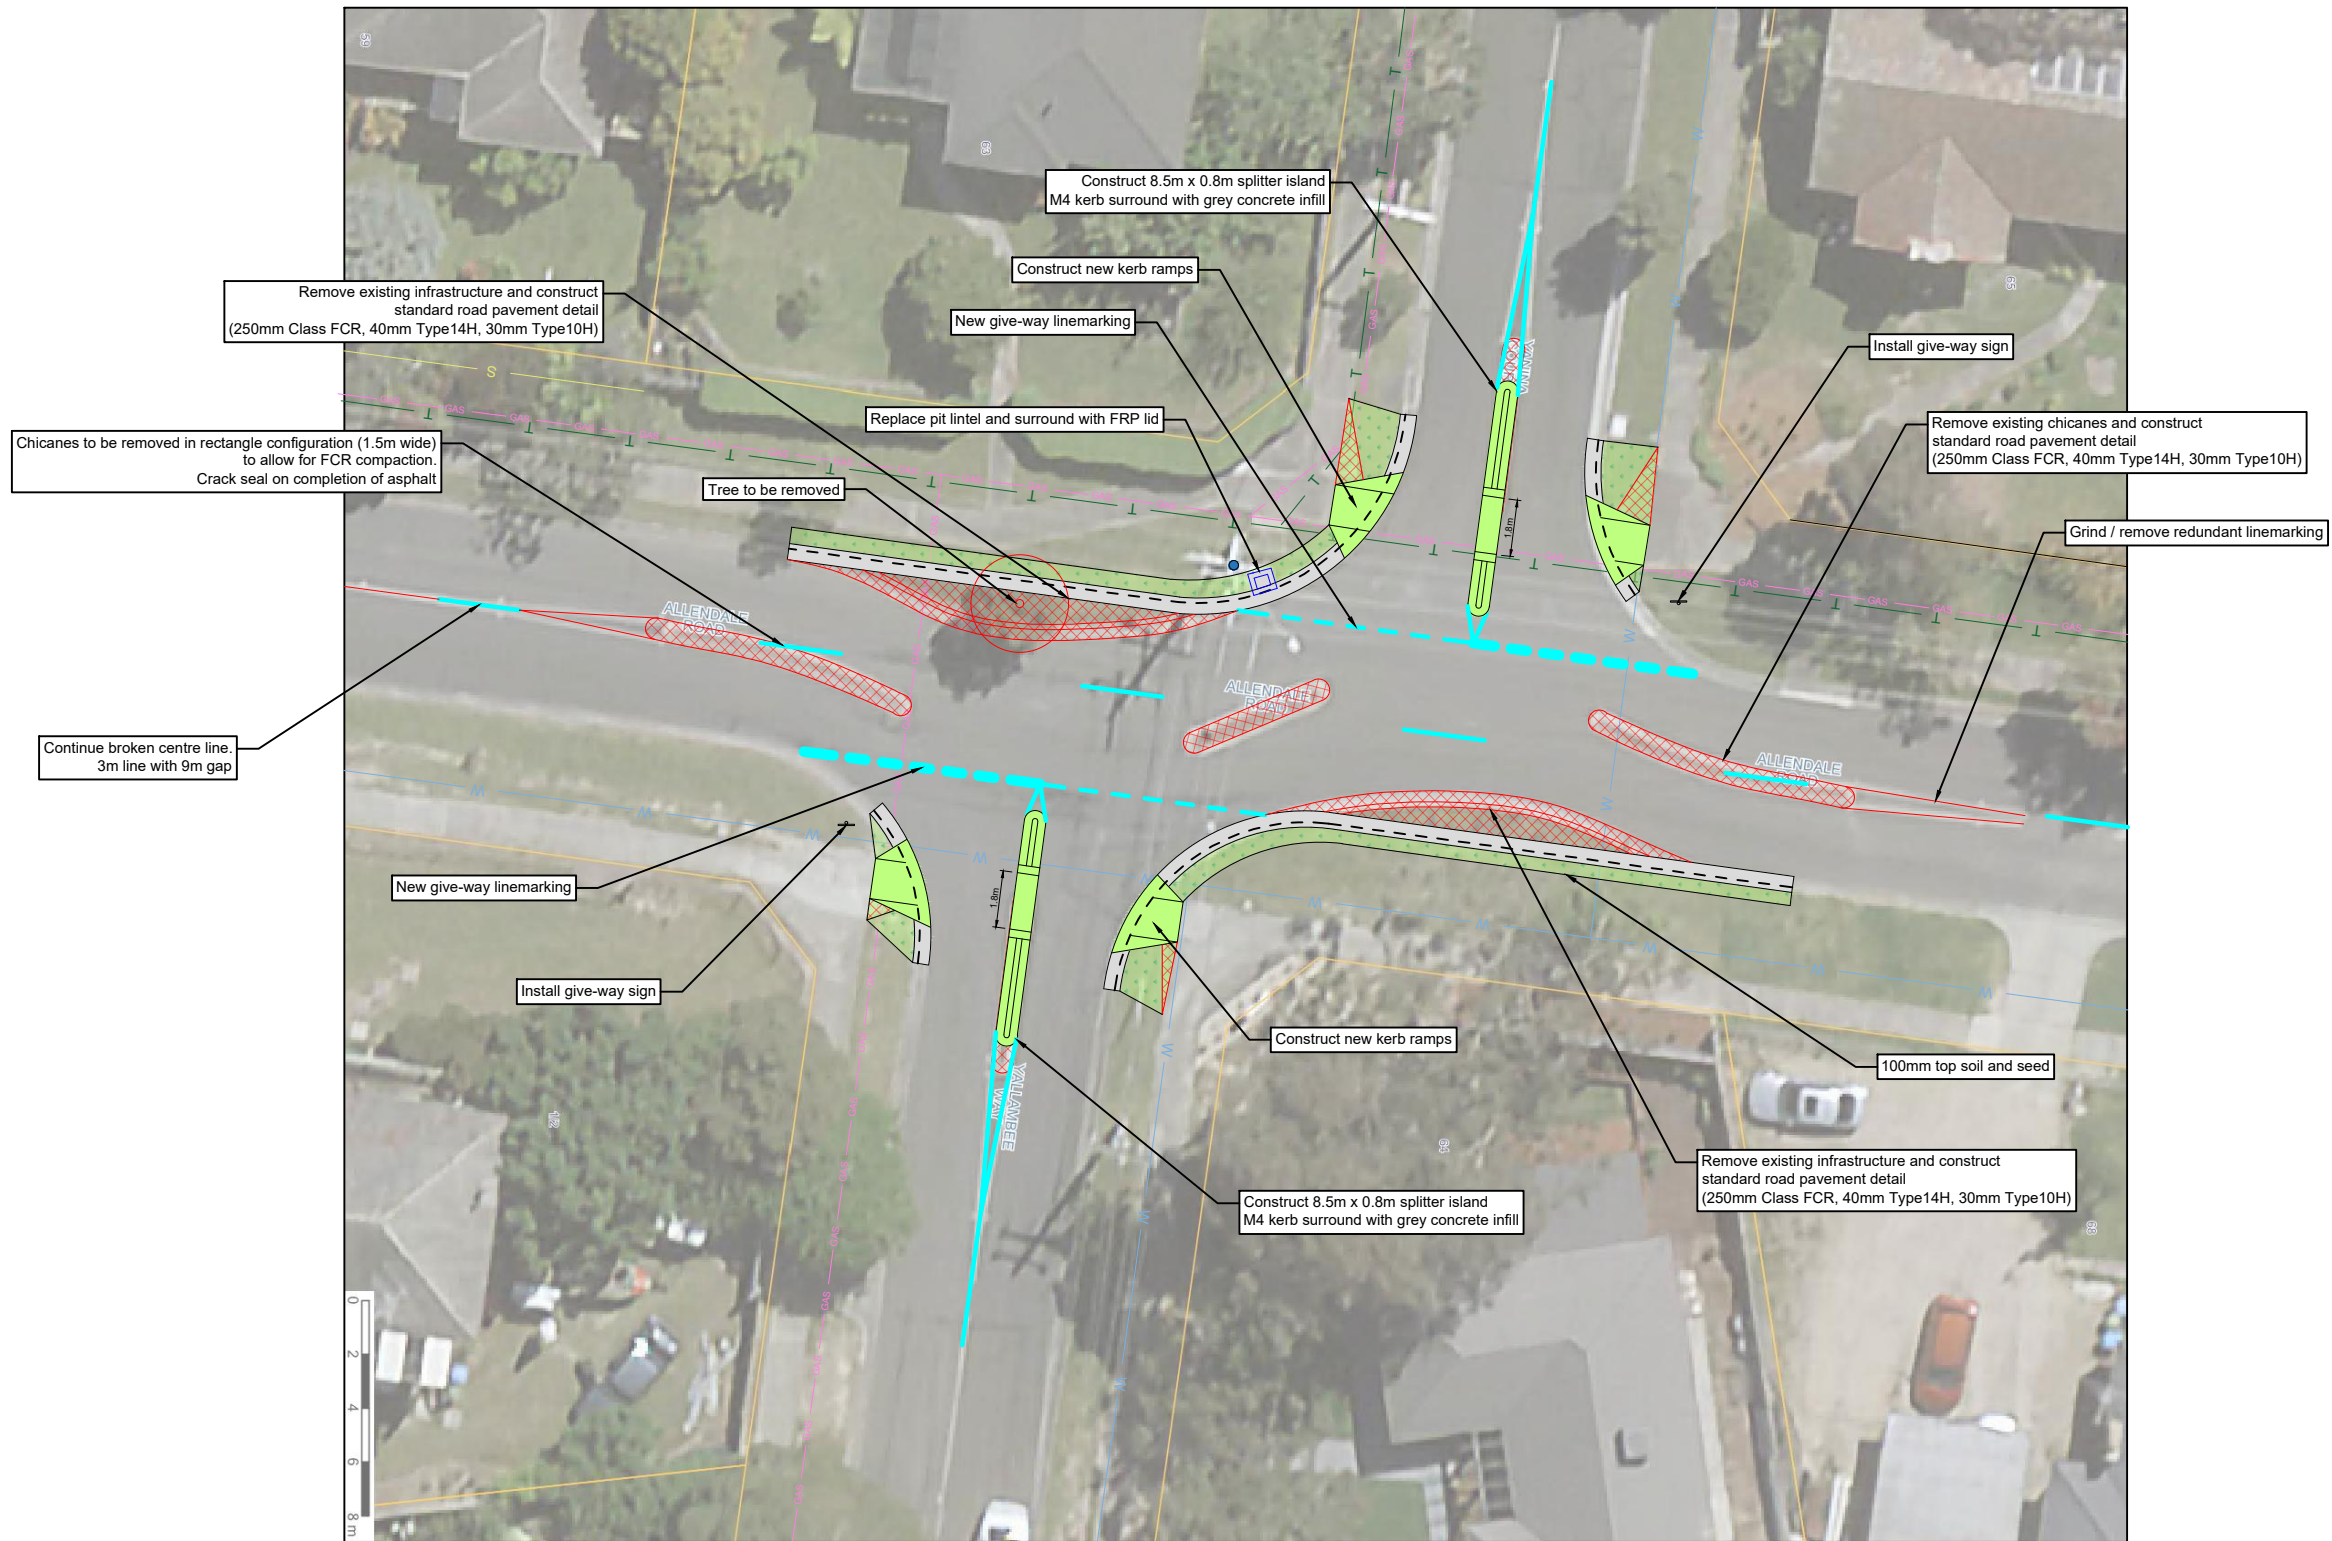 59
63
Construct 8.5m x 0.8m splitter island
M4 kerb surround with grey concrete infill
Construct new kerb ramps
New give-way linemarking
Remove existing infrastructure and construct
standard road pavement detail
(250mm Class FCR, 40mm Type14H, 30mm Type10H)
65
Install give-way sign
YANINA
S
GAS
T
Replace pit lintel and surround with FRP lid
Remove existing chicanes and construct
standard road pavement detail
(250mm Class FCR, 40mm Type14H, 30mm Type10H)
Chicanes to be removed in rectangle configuration (1.5m wide)
to allow for FCR compaction.
Crack seal on completion of asphalt
Tree to be removed
1.8m
Grind / remove redundant linemarking
ALLENDALE
ROAD
ALLENDALE
ROAD
ALLENDALE
ROAD
Continue broken centre line.
3m line with 9m gap
W
New give-way linemarking
1.8m
Install give-way sign
Construct new kerb ramps
100mm top soil and seed
YALLAMBEE
WAY
64
Remove existing infrastructure and construct
standard road pavement detail
(250mm Class FCR, 40mm Type14H, 30mm Type10H)
Construct 8.5m x 0.8m splitter island
M4 kerb surround with grey concrete infill
68
0
2
4
6
8 m